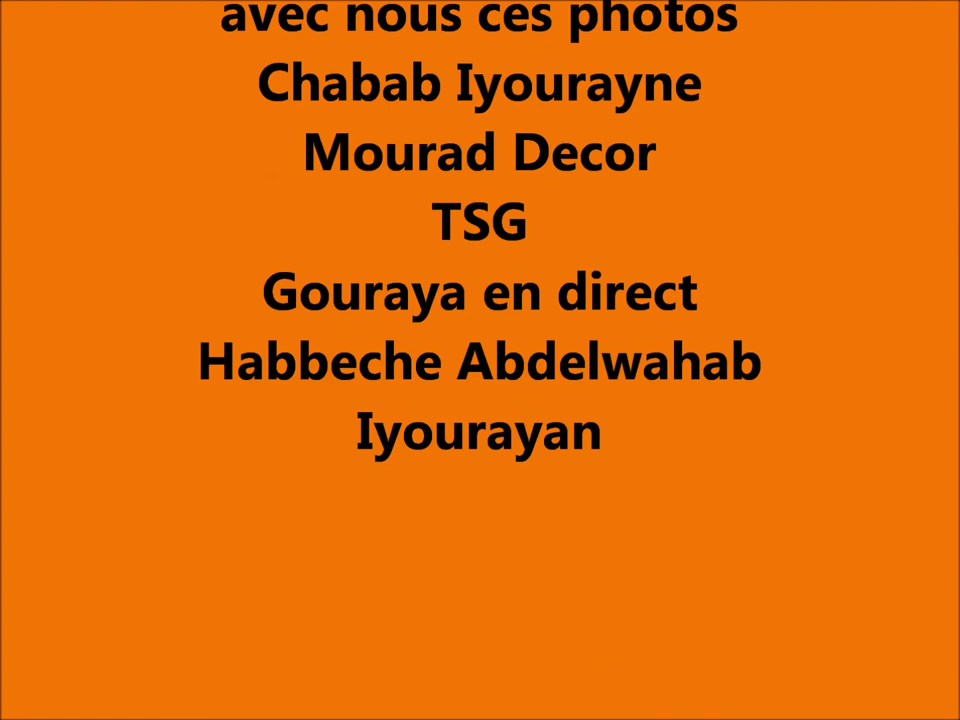 avec nous ces photos
Chabab Iyourayne
Mourad Decor
TSG
Gouraya en direct
Habbeche Abdelwahab
Iyourayan